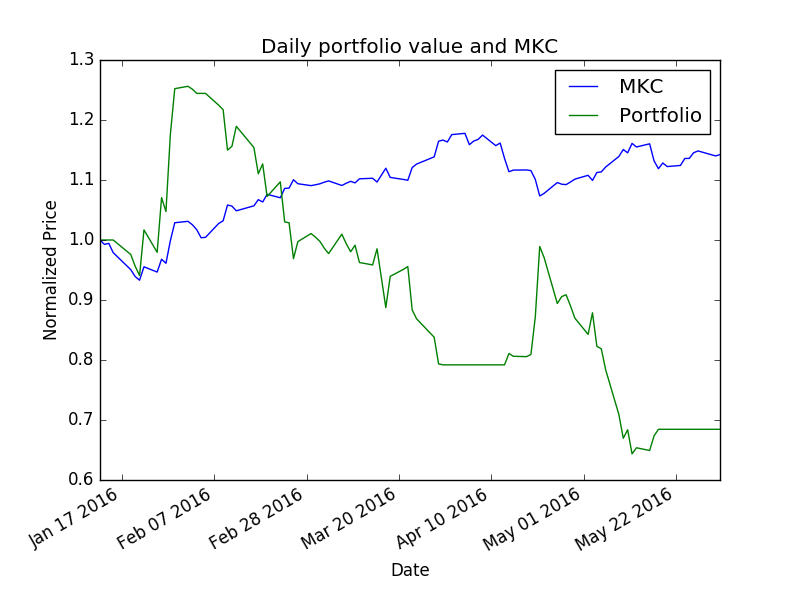 Daily portfolio value and MKC
1.3
1.2
1.1
1.0
0.9
0.8
0.7
0.6
Normalized Price
MKC
Portfolio
Jan 17 2016
Feb 07 2016
Feb 28 2016
Mar 20 2016
Apr 10 2016
May 01 2016
May 22 2016
Date